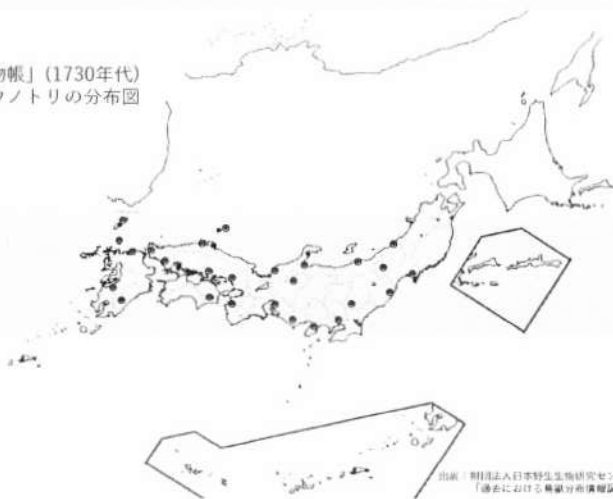 物帳」(1730年代)
ノトリの分布図
出展：財団法人日本野生生物研究セン
「過去における鳥獣分布情報調